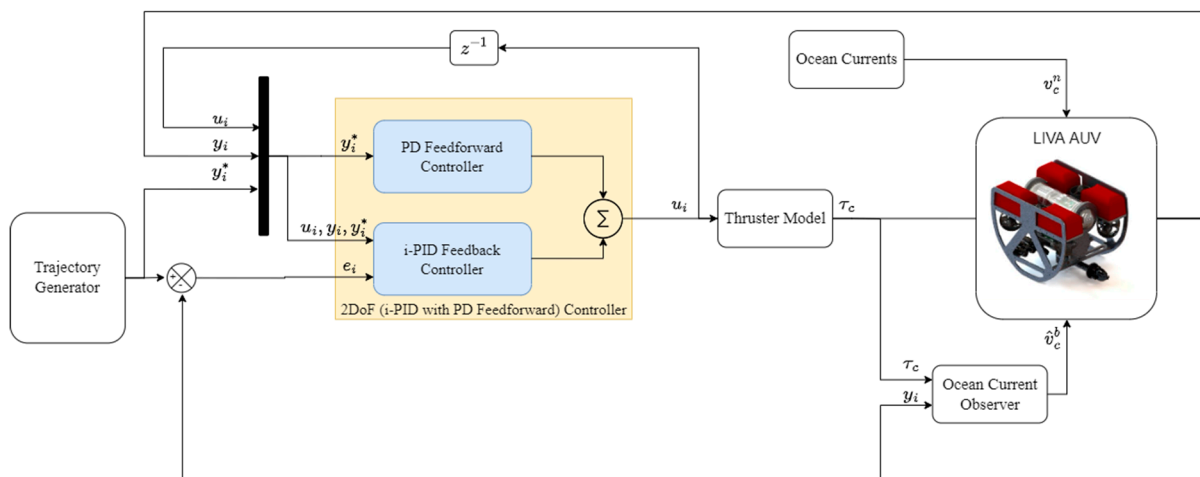 z⁻¹
Ocean Currents
v_c^n
u_i
y_i
y_i^*
y_i^*
PD Feedforward
Controller
LIVA AUV
u_i
Thruster Model
τ_c
Σ
u_i, y_i, y_i^*
i-PID Feedback
Controller
e_i
Trajectory
Generator
+
-
2DoF (i-PID with PD Feedforward) Controller
v̂_c^b
τ_c
y_i
Ocean Current
Observer